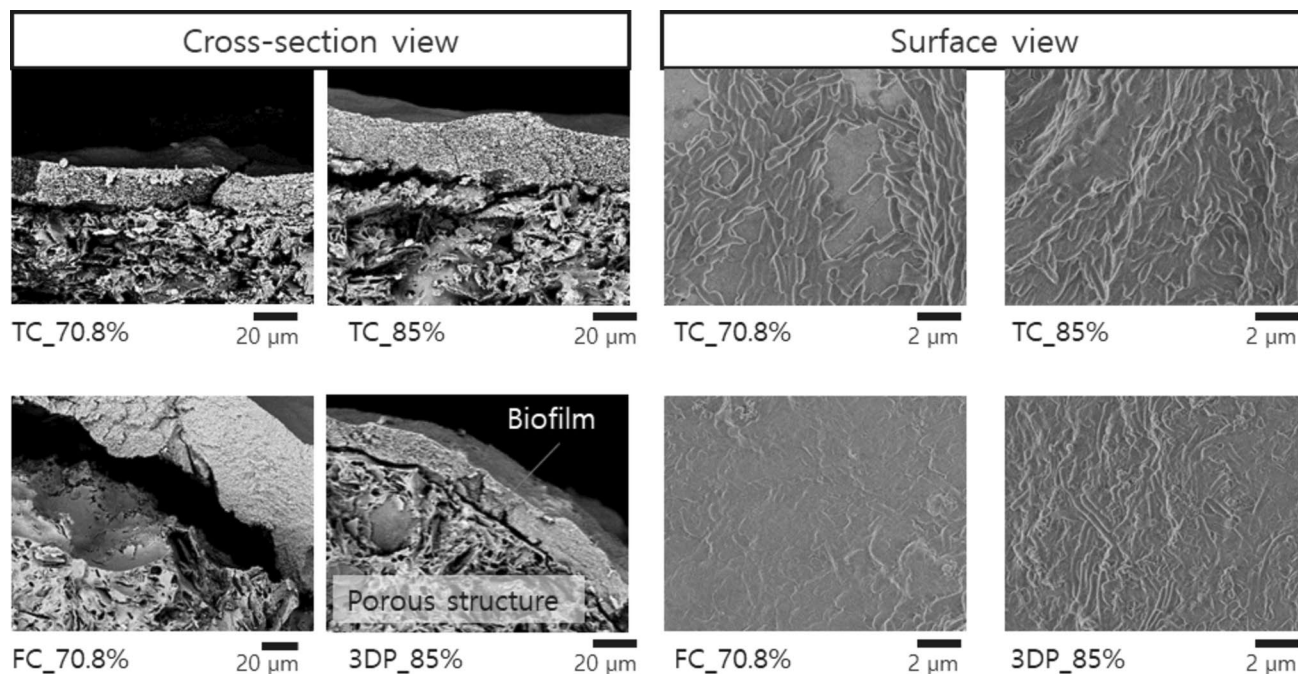 Cross-section view
Surface view
TC_70.8%
20 μm
TC_85%
20 μm
TC_70.8%
2 μm
TC_85%
2 μm
Biofilm
Porous structure
FC_70.8%
20 μm
3DP_85%
20 μm
FC_70.8%
2 μm
3DP_85%
2 μm